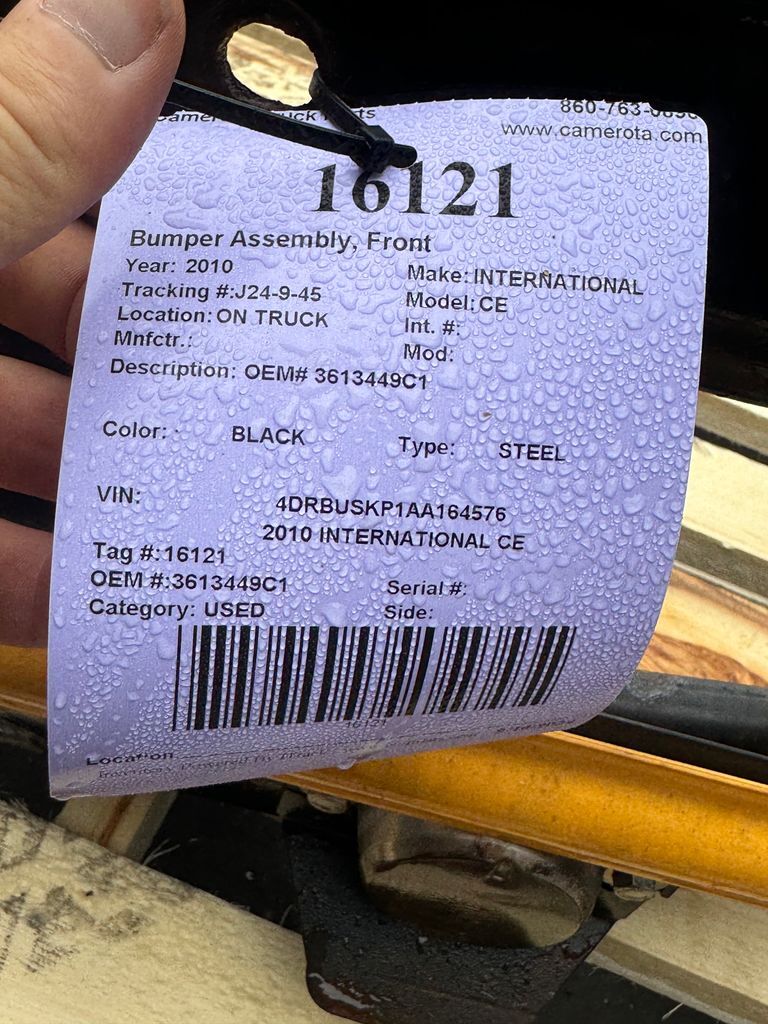 860-763-0896
www.camerota.com
16121
Bumper Assembly, Front
Year: 2010
Make: INTERNATIONAL
Tracking #:J24-9-45
Model: CE
Location: ON TRUCK
Int. #:
Mnfctr.:
Mod:
Description: OEM# 3613449C1
Color: BLACK
Type: STEEL
VIN: 4DRBUSKP1AA164576
2010 INTERNATIONAL CE
Tag #:16121
OEM #:3613449C1
Serial #:
Category: USED
Side:
16121
Location